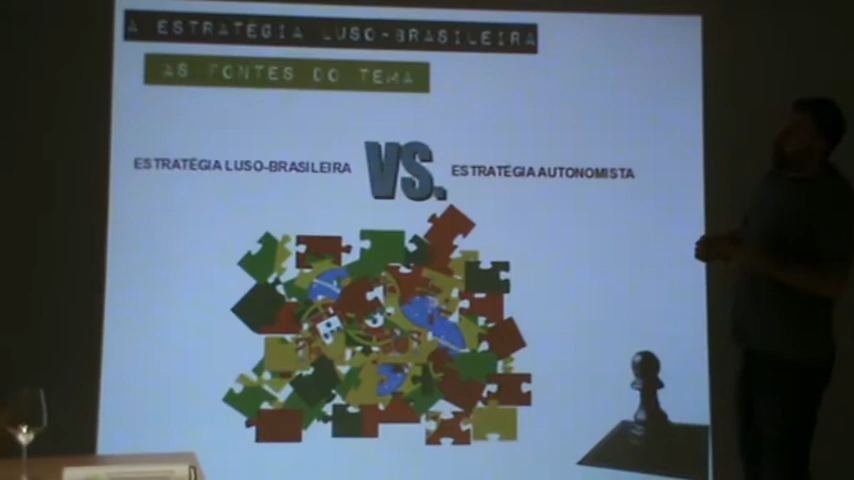 A ESTRATÉGIA LUSO-BRASILEIRA
AS FONTES DO TEMA
ESTRATÉGIA LUSO-BRASILEIRA VS. ESTRATÉGIA AUTONOMISTA